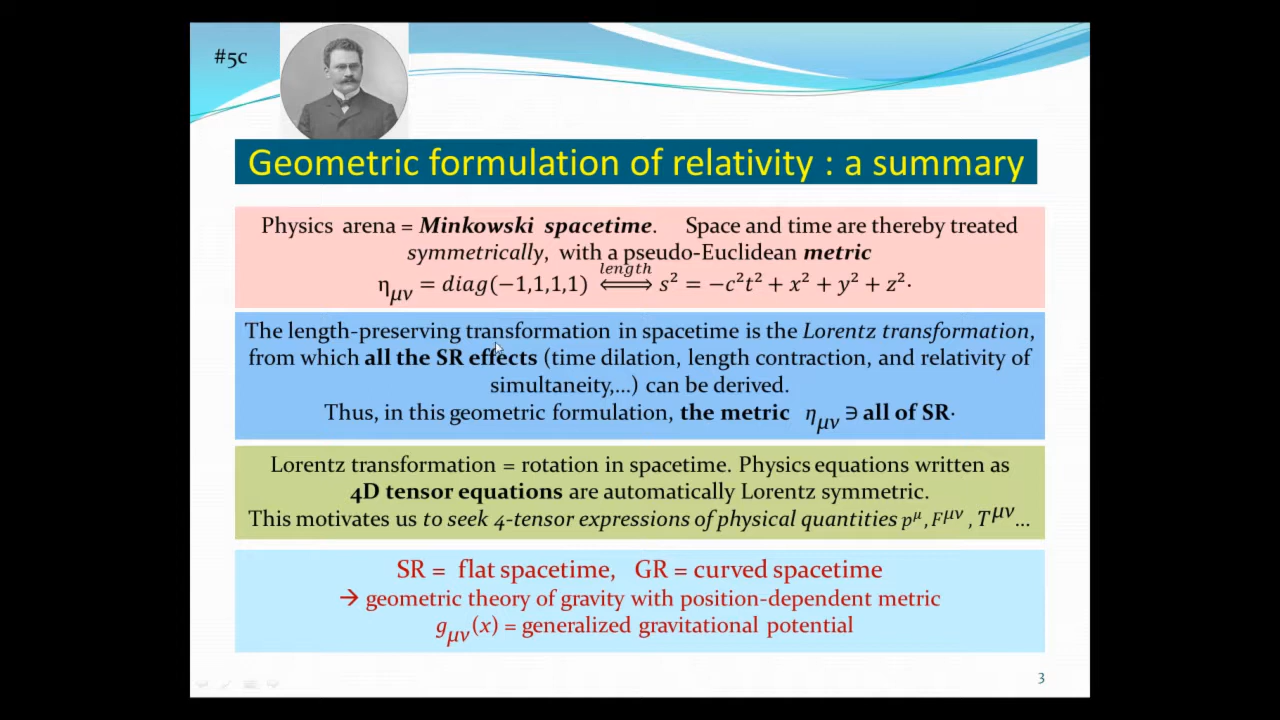 #5c
Geometric formulation of relativity : a summary
Physics arena = Minkowski spacetime. Space and time are thereby treated
symmetrically, with a pseudo-Euclidean metric
η_μν = diag(−1,1,1,1) ⟺^length s² = −c²t² + x² + y² + z²·
The length-preserving transformation in spacetime is the Lorentz transformation,
from which all the SR effects (time dilation, length contraction, and relativity of
simultaneity,...) can be derived.
Thus, in this geometric formulation, the metric η_μν ∋ all of SR·
Lorentz transformation = rotation in spacetime. Physics equations written as
4D tensor equations are automatically Lorentz symmetric.
This motivates us to seek 4-tensor expressions of physical quantities p^μ, F^μν , T^μν...
SR = flat spacetime, GR = curved spacetime
→ geometric theory of gravity with position-dependent metric
g_μν(x) = generalized gravitational potential
3